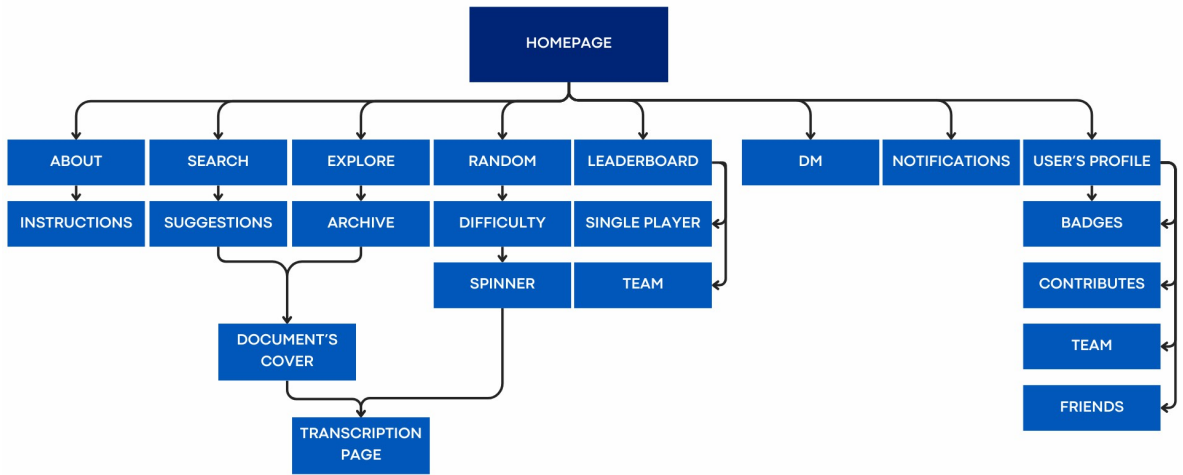 HOMEPAGE
ABOUT
SEARCH
EXPLORE
RANDOM
LEADERBOARD
DM
NOTIFICATIONS
USER'S PROFILE
INSTRUCTIONS
SUGGESTIONS
ARCHIVE
DIFFICULTY
SINGLE PLAYER
BADGES
SPINNER
TEAM
CONTRIBUTES
DOCUMENT'S
COVER
TEAM
FRIENDS
TRANSCRIPTION
PAGE